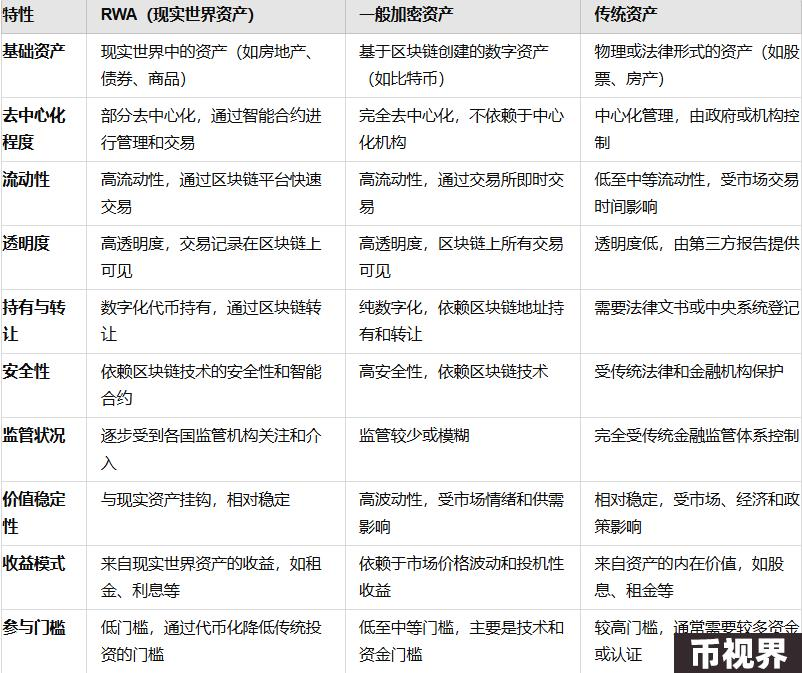 特性
RWA（现实世界资产）
一般加密资产
传统资产
基础资产
现实世界中的资产（如房地产、
债券、商品）
基于区块链创建的数字资产
（如比特币）
物理或法律形式的资产（如股
票、房产）
去中心化
程度
部分去中心化，通过智能合约进
行管理和交易
完全去中心化，不依赖于中心
化机构
中心化管理，由政府或机构控
制
流动性
高流动性，通过区块链平台快速
交易
高流动性，通过交易所即时交
易
低至中等流动性，受市场交易
时间影响
透明度
高透明度，交易记录在区块链上
可见
高透明度，区块链上所有交易
可见
透明度低，由第三方报告提供
持有与转
让
数字化代币持有，通过区块链转
让
纯数字化，依赖区块链地址持
有和转让
需要法律文书或中央系统登记
安全性
依赖区块链技术的安全性和智能
合约
高安全性，依赖区块链技术
受传统法律和金融机构保护
监管状况
逐步受到各国监管机构关注和介
入
监管较少或模糊
完全受传统金融监管体系控制
价值稳定
性
与现实资产挂钩，相对稳定
高波动性，受市场情绪和供需
影响
相对稳定，受市场、经济和政
策影响
收益模式
来自现实世界资产的收益，如租
金、利息等
依赖于市场价格波动和投机性
收益
来自资产的内在价值，如股
息、租金等
参与门槛
低门槛，通过代币化降低传统投
资的门槛
低至中等门槛，主要是技术和
资金门槛
较高门槛，通常需要较多资金
或认证
币视界